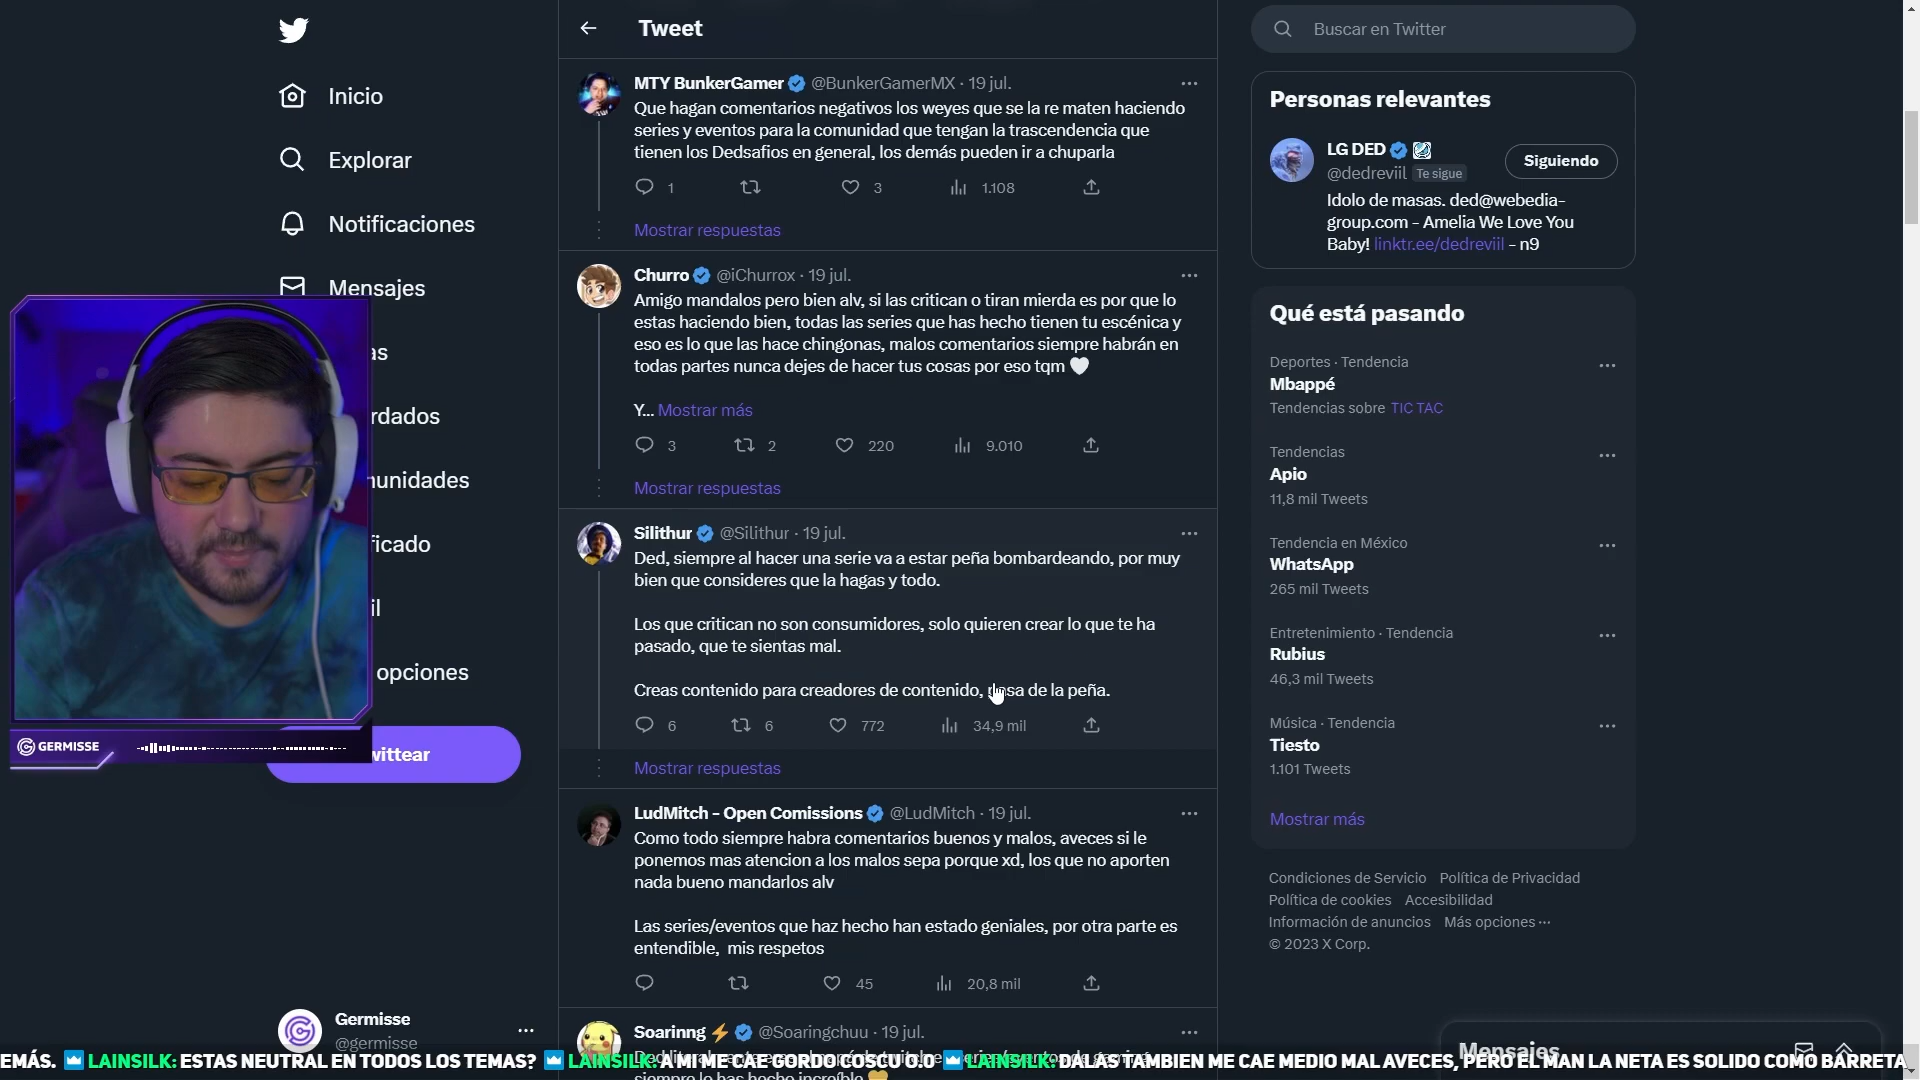 Tweet
Buscar en Twitter
Inicio
Explorar
Notificaciones
Mensajes
as
rdados
nunidades
ficado
il
opciones
wittear
GERMISSE
Germisse
@germisse
MTY BunkerGamer @BunkerGamerMX · 19 jul.
Que hagan comentarios negativos los weyes que se la re maten haciendo
series y eventos para la comunidad que tengan la trascendencia que
tienen los Dedsafios en general, los demás pueden ir a chuparla
1 3 1.108
Mostrar respuestas
Churro @iChurrox · 19 jul.
Amigo mandalos pero bien alv, si las critican o tiran mierda es por que lo
estas haciendo bien, todas las series que has hecho tienen tu escénica y
eso es lo que las hace chingonas, malos comentarios siempre habrán en
todas partes nunca dejes de hacer tus cosas por eso tqm 🤍
Y... Mostrar más
3 2 220 9.010
Mostrar respuestas
Silithur @Silithur · 19 jul.
Ded, siempre al hacer una serie va a estar peña bombardeando, por muy
bien que consideres que la hagas y todo.
Los que critican no son consumidores, solo quieren crear lo que te ha
pasado, que te sientas mal.
Creas contenido para creadores de contenido, pasa de la peña.
6 6 772 34,9 mil
Mostrar respuestas
LudMitch - Open Comissions @LudMitch · 19 jul.
Como todo siempre habra comentarios buenos y malos, aveces si le
ponemos mas atencion a los malos sepa porque xd, los que no aporten
nada bueno mandarlos alv
Las series/eventos que haz hecho han estado geniales, por otra parte es
entendible, mis respetos
45 20,8 mil
Soarinng ⚡ @Soaringchuu · 19 jul.
siempre lo has hecho increíble
Personas relevantes
LG DED
@dedreviil Te sigue
Siguiendo
Idolo de masas. ded@webedia-
group.com - Amelia We Love You
Baby! linktr.ee/dedreviil - n9
Qué está pasando
Deportes · Tendencia
Mbappé
Tendencias sobre TIC TAC
Tendencias
Apio
11,8 mil Tweets
Tendencia en México
WhatsApp
265 mil Tweets
Entretenimiento · Tendencia
Rubius
46,3 mil Tweets
Música · Tendencia
Tiesto
1.101 Tweets
Mostrar más
Condiciones de Servicio Política de Privacidad
Política de cookies Accesibilidad
Información de anuncios Más opciones ···
© 2023 X Corp.
Mensajes
EMÁS. LAINSILK: ESTAS NEUTRAL EN TODOS LOS TEMAS? LAINSILK: A MI ME CAE GORDO COSCU O.O LAINSILK: DALAS TAMBIEN ME CAE MEDIO MAL AVECES, PERO EL MAN LA NETA ES SOLIDO COMO BARRETA